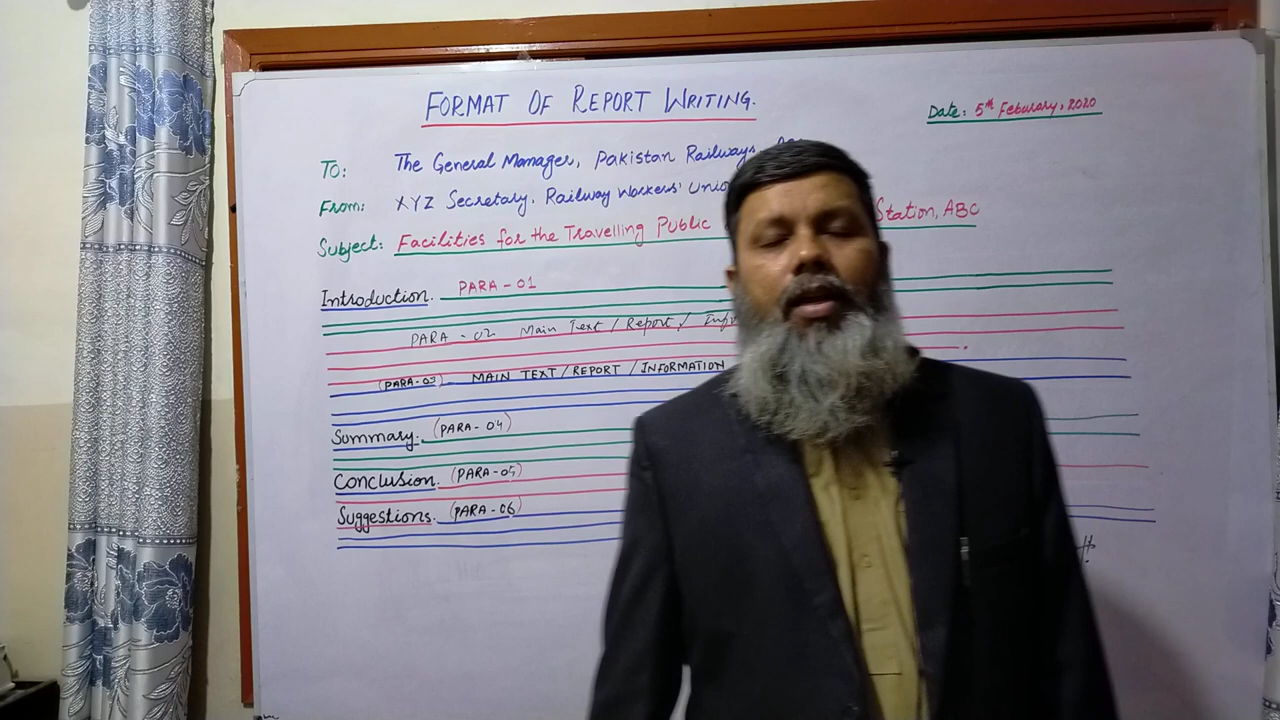 FORMAT OF REPORT WRITING.
Date: 5th Feburary, 2020
To: The General Manager, Pakistan Railways,
From: XYZ Secretary, Railway Workers'
Subject: Facilities for the Travelling Public Station, ABC
Introduction. PARA-01
PARA-02 Main Text / Report /
(PARA-03) MAIN TEXT / REPORT / INFORMATION
Summary. (PARA-04)
Conclusion. (PARA-05)
Suggestions. (PARA-06)